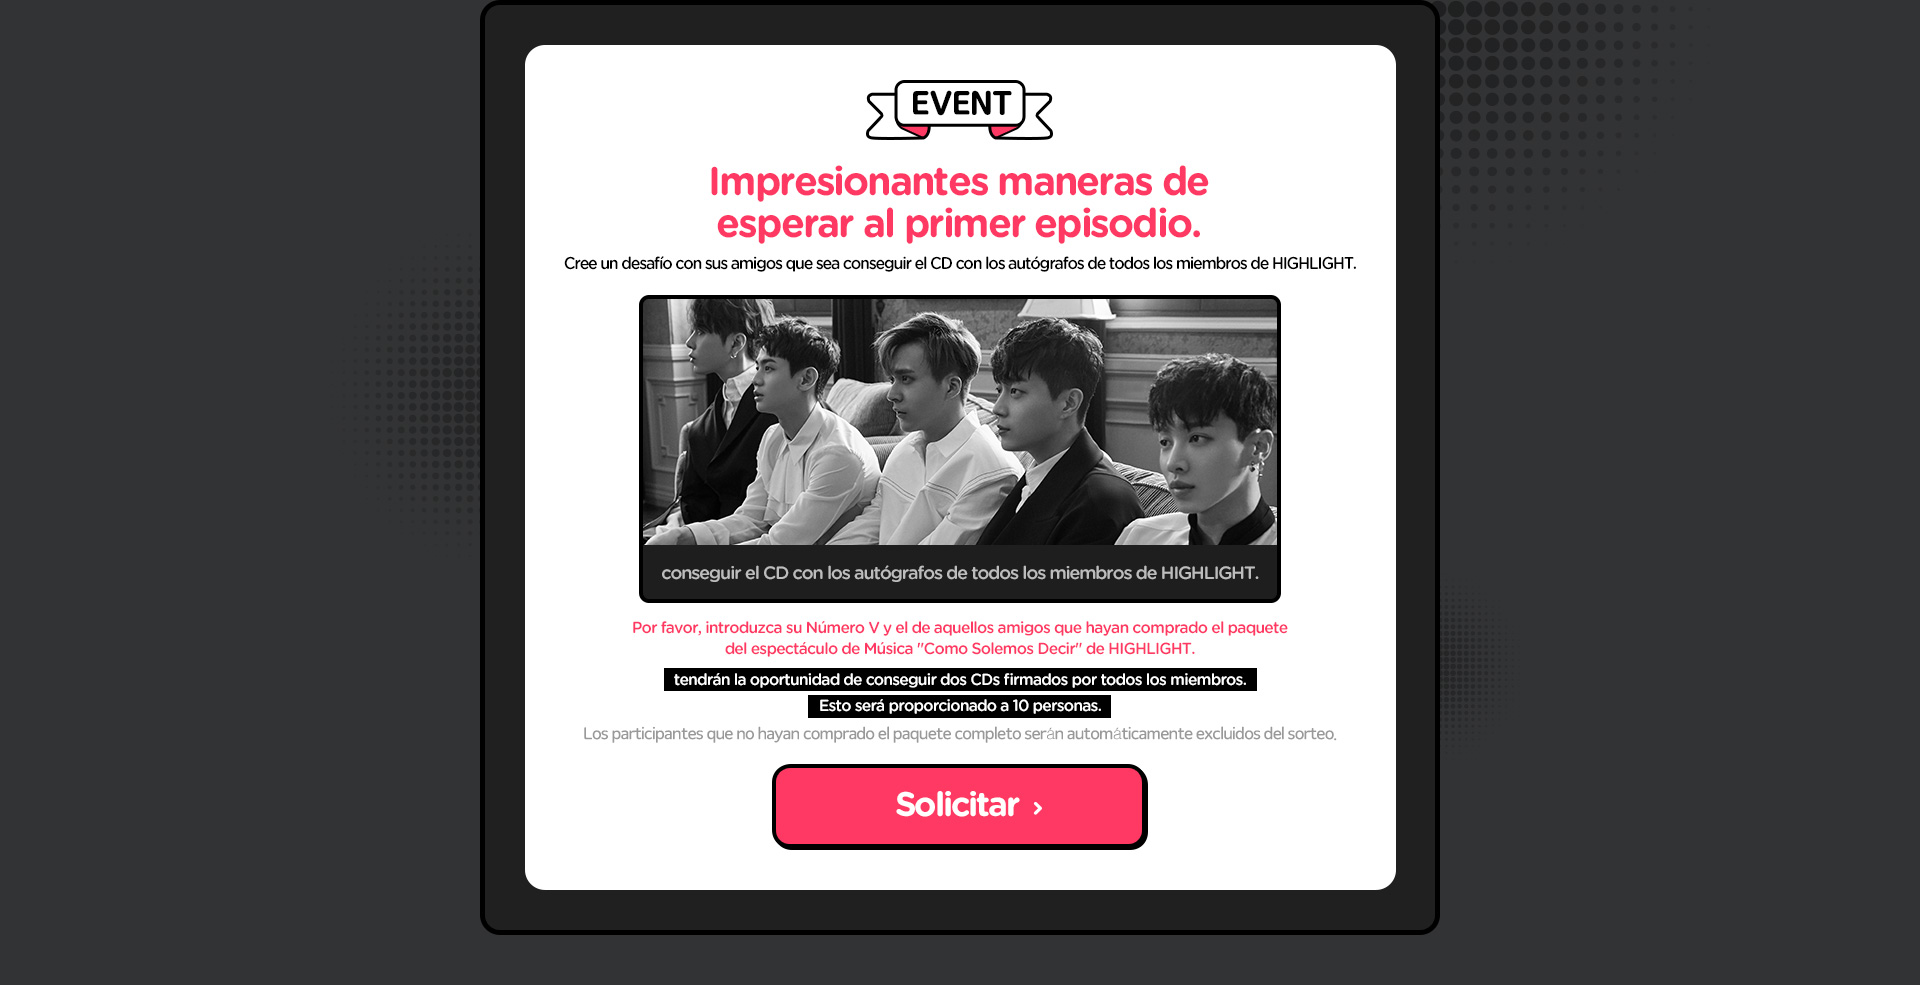 EVENT
Impresionantes maneras de
esperar al primer episodio.
Cree un desafío con sus amigos que sea conseguir el CD con los autógrafos de todos los miembros de HIGHLIGHT.
conseguir el CD con los autógrafos de todos los miembros de HIGHLIGHT.
Por favor, introduzca su Número V y el de aquellos amigos que hayan comprado el paquete
del espectáculo de Música "Como Solemos Decir" de HIGHLIGHT.
tendrán la oportunidad de conseguir dos CDs firmados por todos los miembros.
Esto será proporcionado a 10 personas.
Los participantes que no hayan comprado el paquete completo serán automáticamente excluidos del sorteo.
Solicitar ›